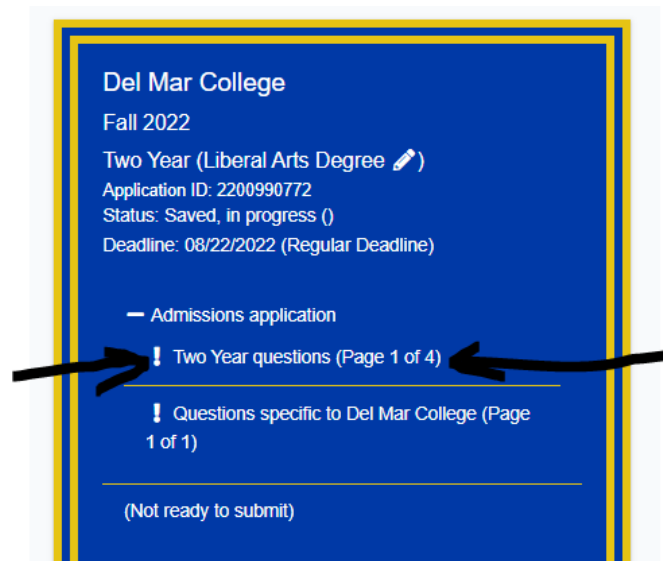 Del Mar College
Fall 2022
Two Year (Liberal Arts Degree )
Application ID: 2200990772
Status: Saved, in progress ()
Deadline: 08/22/2022 (Regular Deadline)
Admissions application
! Two Year questions (Page 1 of 4)
! Questions specific to Del Mar College (Page
1 of 1)
(Not ready to submit)